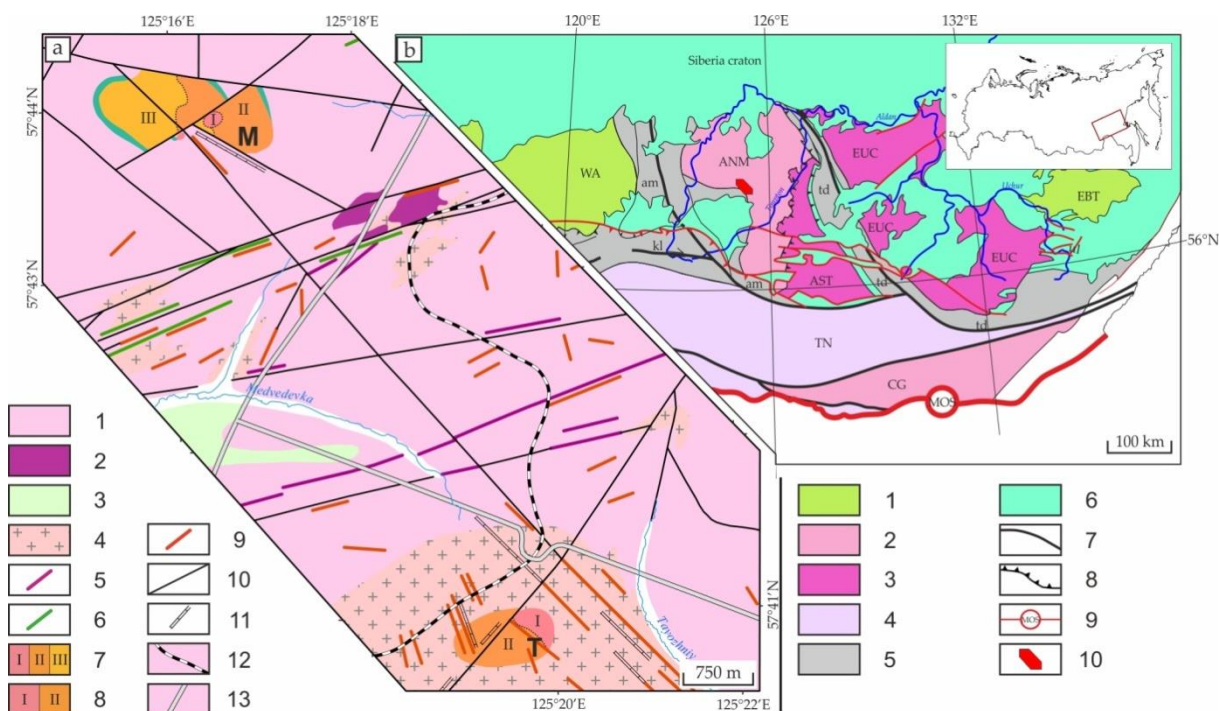 125°16′E
125°18′E
120°E
126°E
132°E
a
b
Siberia craton
57°44′N
III
I
II
M
57°43′N
Medvedevka
Tavozhniy
I
II
T
750 m
57°41′N
125°20′E
125°22′E
WA
am
ANM
td
EUC
Aldan
Uchur
EBT
EUC
EUC
56°N
kl
am
AST
td
td
TN
CG
MOS
100 km
1
2
3
4
5
6
I II III 7
I II 8
9
10
11
12
13
1
2
3
4
5
6
7
8
MOS 9
10